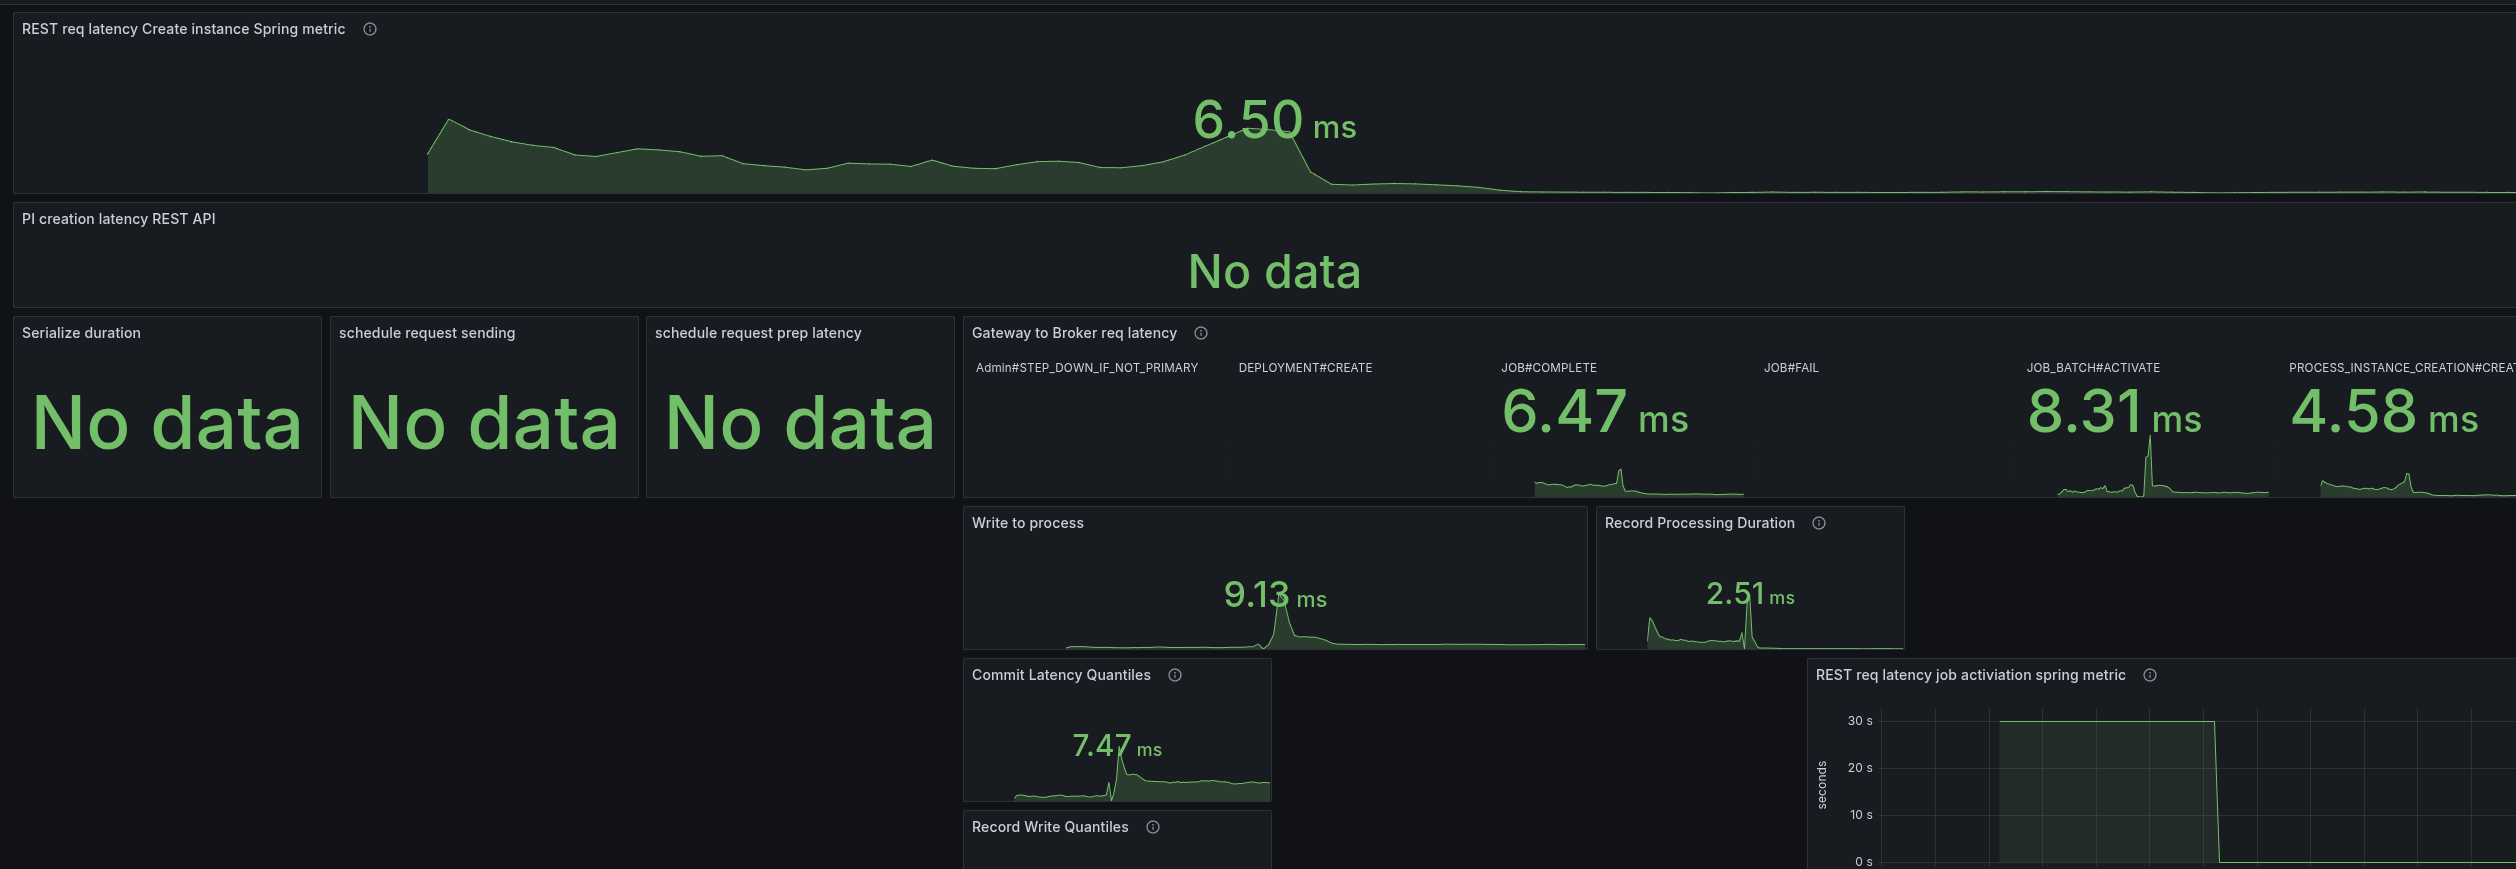 REST req latency Create instance Spring metric
6.50 ms
PI creation latency REST API
No data
Serialize duration
No data
schedule request sending
No data
schedule request prep latency
No data
Gateway to Broker req latency
Admin#STEP_DOWN_IF_NOT_PRIMARY
DEPLOYMENT#CREATE
JOB#COMPLETE
6.47 ms
JOB#FAIL
JOB_BATCH#ACTIVATE
8.31 ms
PROCESS_INSTANCE_CREATION#CREAT
4.58 ms
Write to process
9.13 ms
Record Processing Duration
2.51 ms
Commit Latency Quantiles
7.47 ms
REST req latency job activiation spring metric
seconds
30 s
20 s
10 s
0 s
Record Write Quantiles